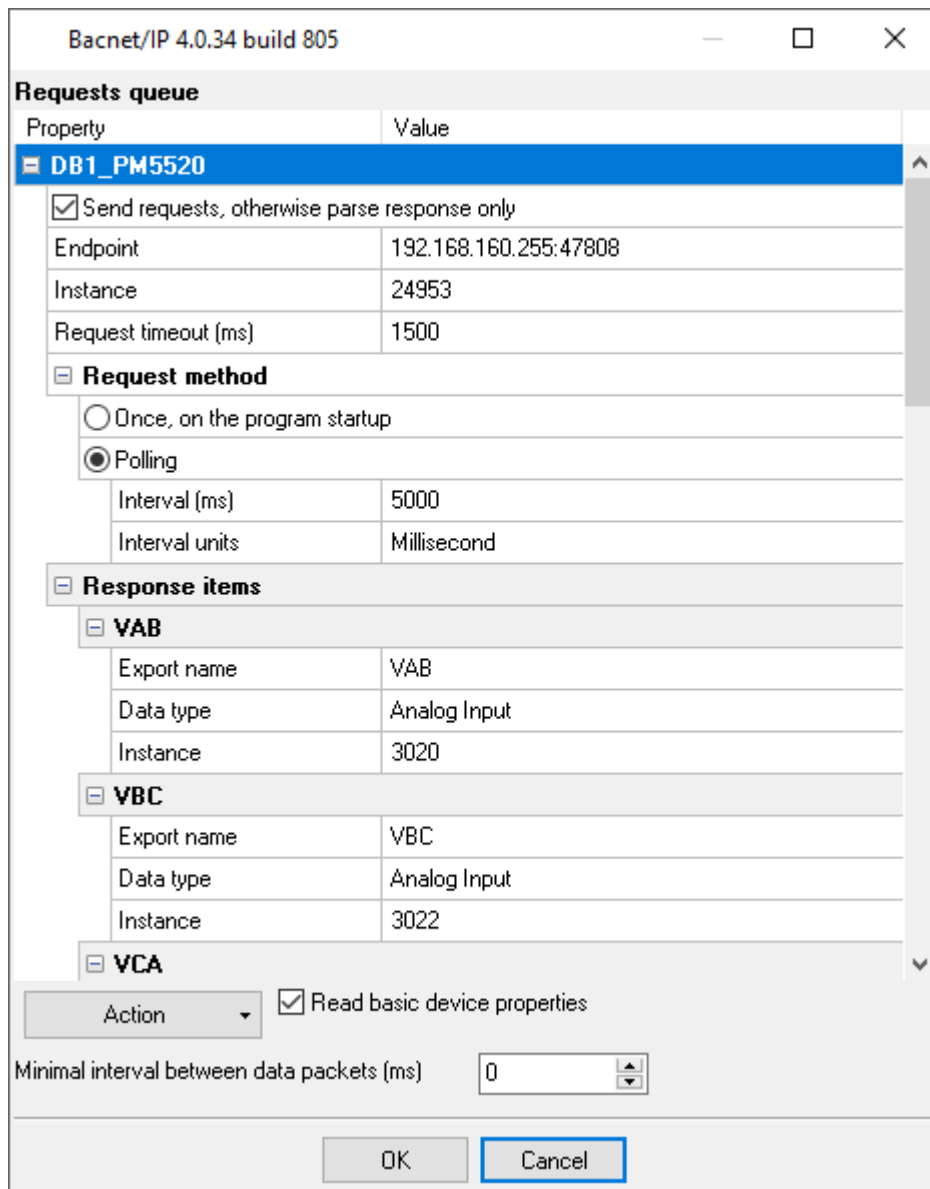 Bacnet/IP 4.0.34 build 805
Requests queue
Property Value
DB1_PM5520
Send requests, otherwise parse response only
Endpoint 192.168.160.255:47808
Instance 24953
Request timeout (ms) 1500
Request method
Once, on the program startup
Polling
Interval (ms) 5000
Interval units Millisecond
Response items
VAB
Export name VAB
Data type Analog Input
Instance 3020
VBC
Export name VBC
Data type Analog Input
Instance 3022
VCA
Action Read basic device properties
Minimal interval between data packets (ms) 0
OK Cancel